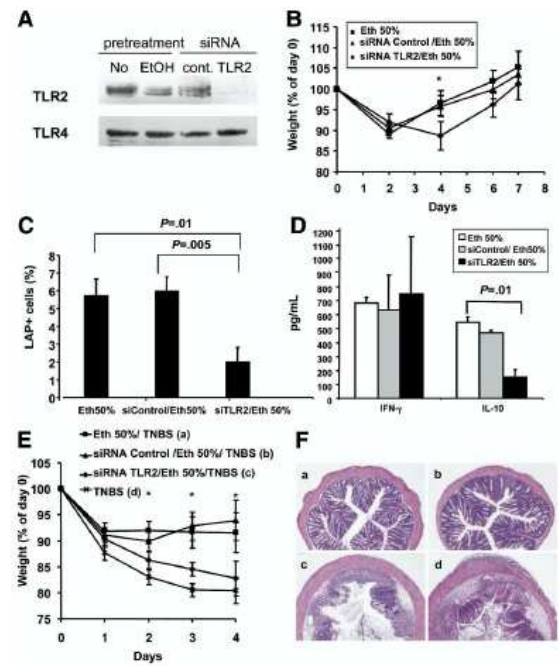 A
pretreatment siRNA
No EtOH cont. TLR2
TLR2
TLR4
B
Eth 50%
siRNA Control /Eth 50%
siRNA TLR2/Eth 50%
Weight (% of day 0)
105
100
95
90
85
80
*
0 1 2 3 4 5 6 7 8
Days
C
P=.01
P=.005
LAP+ cells (%)
8
7
6
5
4
3
2
1
0
Eth50% siControl/Eth50% siTLR2/Eth 50%
D
Eth 50%
siControl/ Eth50%
siTLR2/Eth 50%
P=.01
pg/mL
1200
1100
1000
900
800
700
600
500
400
300
200
100
0
IFN-γ IL-10
E
Eth 50%/ TNBS (a)
siRNA Control /Eth 50%/ TNBS (b)
siRNA TLR2/Eth 50%/TNBS (c)
TNBS (d)
Weight (% of day 0)
105
100
95
90
85
80
75
* * *
0 1 2 3 4
Days
F
a b
c d